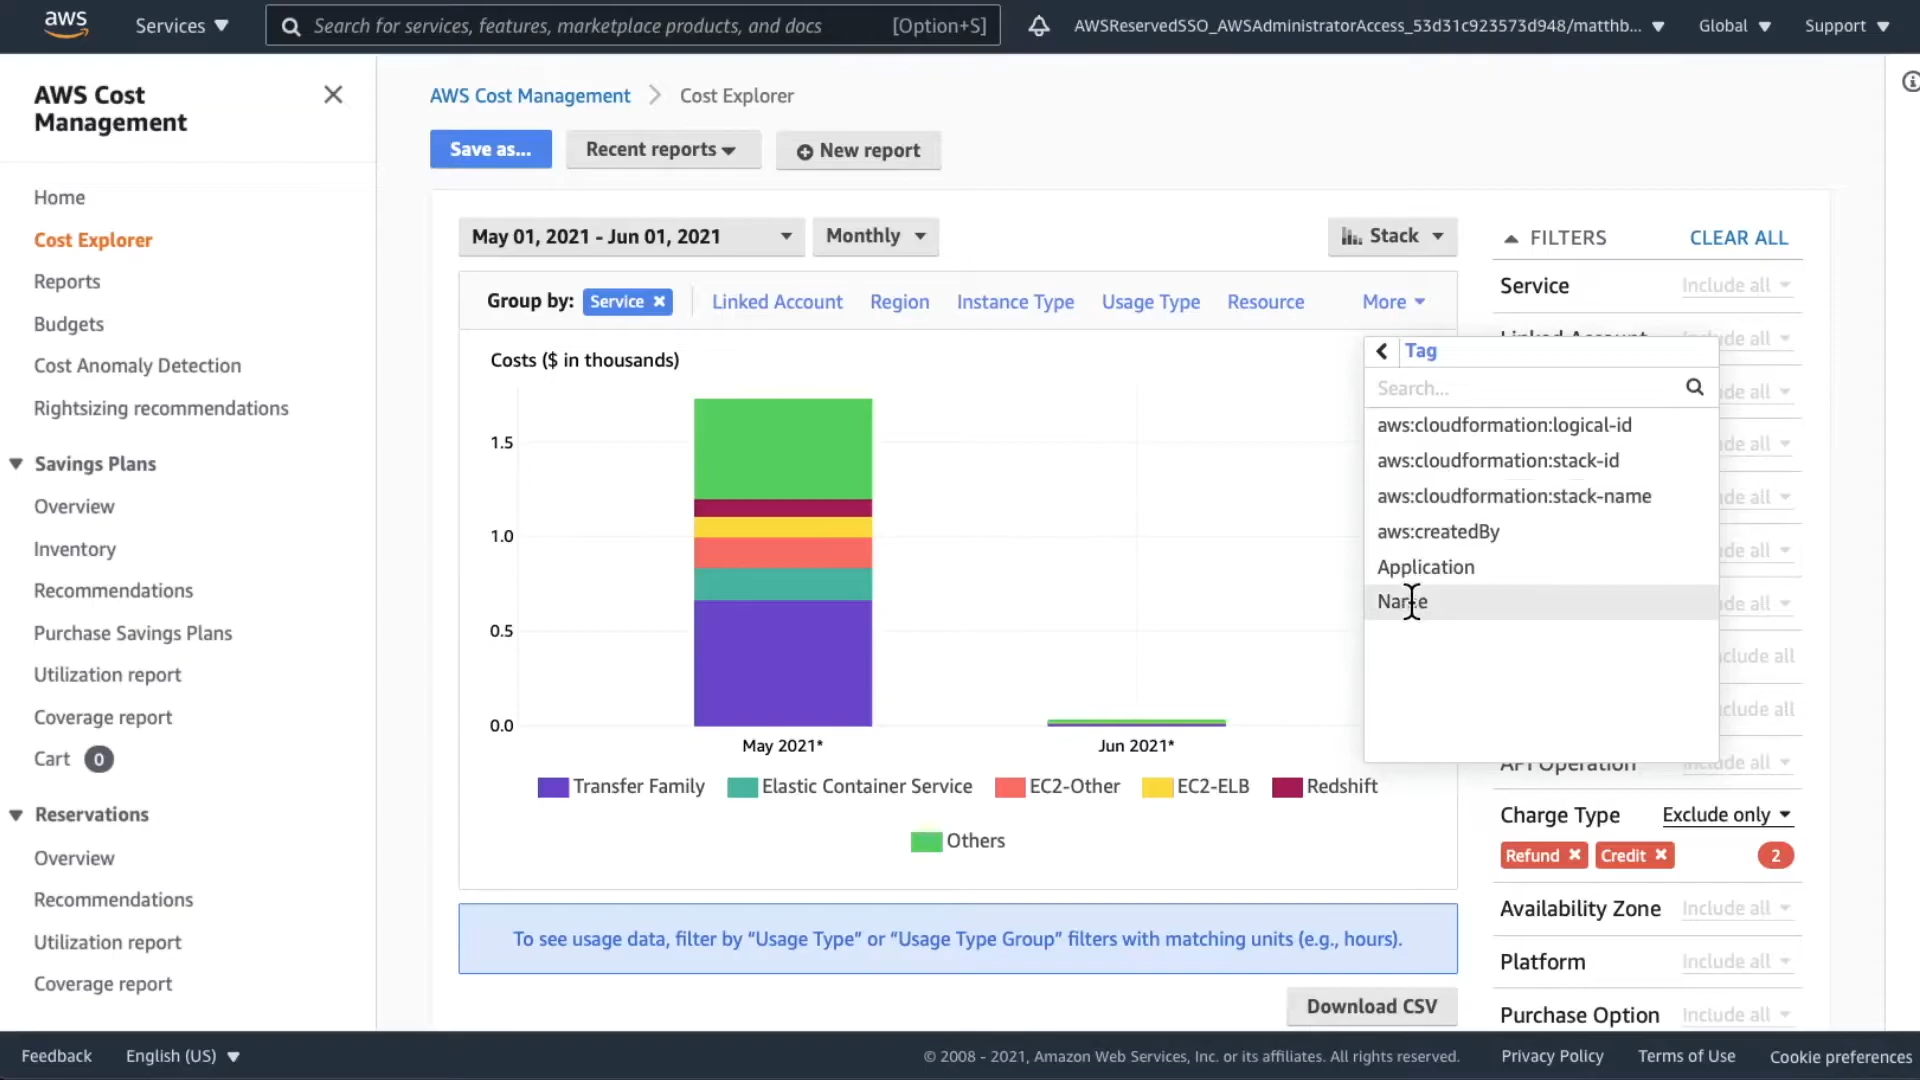 aws
Services
Search for services, features, marketplace products, and docs
[Option+S]
AWSReservedSSO_AWSAdministratorAccess_53d31c923573d948/matthb...
Global
Support
AWS Cost
Management
Home
Cost Explorer
Reports
Budgets
Cost Anomaly Detection
Rightsizing recommendations
Savings Plans
Overview
Inventory
Recommendations
Purchase Savings Plans
Utilization report
Coverage report
Cart 0
Reservations
Overview
Recommendations
Utilization report
Coverage report
AWS Cost Management
Cost Explorer
Save as...
Recent reports
New report
May 01, 2021 - Jun 01, 2021
Monthly
Stack
Group by: Service
Linked Account
Region
Instance Type
Usage Type
Resource
More
Costs ($ in thousands)
1.5
1.0
0.5
0.0
May 2021*
Jun 2021*
Transfer Family
Elastic Container Service
EC2-Other
EC2-ELB
Redshift
Others
To see usage data, filter by “Usage Type” or “Usage Type Group” filters with matching units (e.g., hours).
Download CSV
Tag
Search...
aws:cloudformation:logical-id
aws:cloudformation:stack-id
aws:cloudformation:stack-name
aws:createdBy
Application
Name
FILTERS
CLEAR ALL
Service Include all
API Operation Include all
Charge Type Exclude only
Refund Credit 2
Availability Zone Include all
Platform Include all
Purchase Option Include all
Feedback
English (US)
© 2008 - 2021, Amazon Web Services, Inc. or its affiliates. All rights reserved.
Privacy Policy
Terms of Use
Cookie preferences